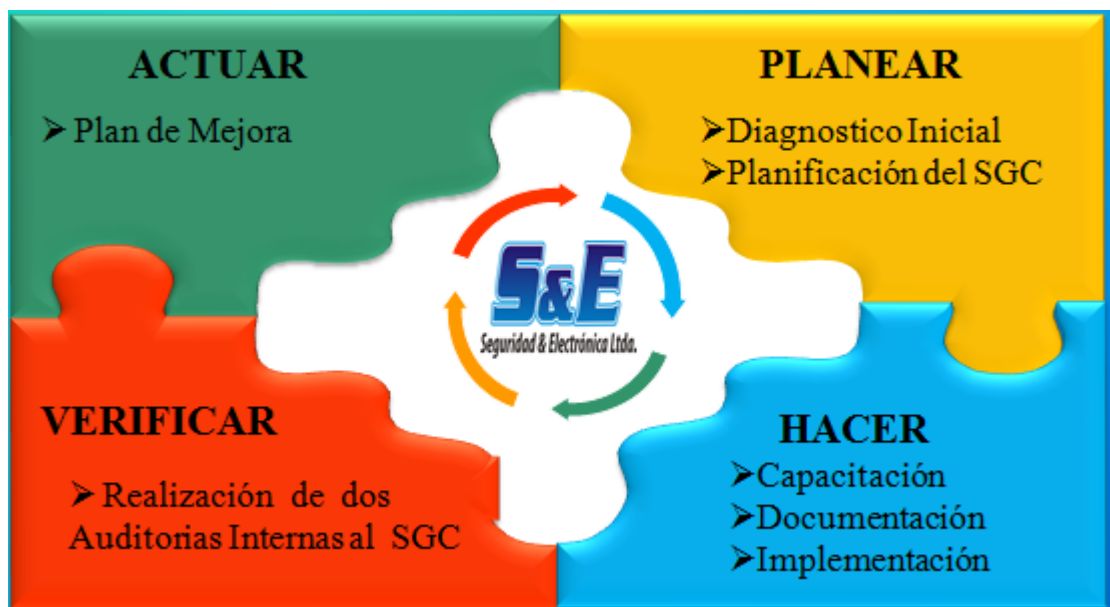 ACTUAR
➢ Plan de Mejora
PLANEAR
➢Diagnostico Inicial
➢Planificación del SGC
S&E
Seguridad & Electrónica Ltda.
VERIFICAR
➢ Realización de dos
Auditorias Internas al SGC
HACER
➢Capacitación
➢Documentación
➢Implementación